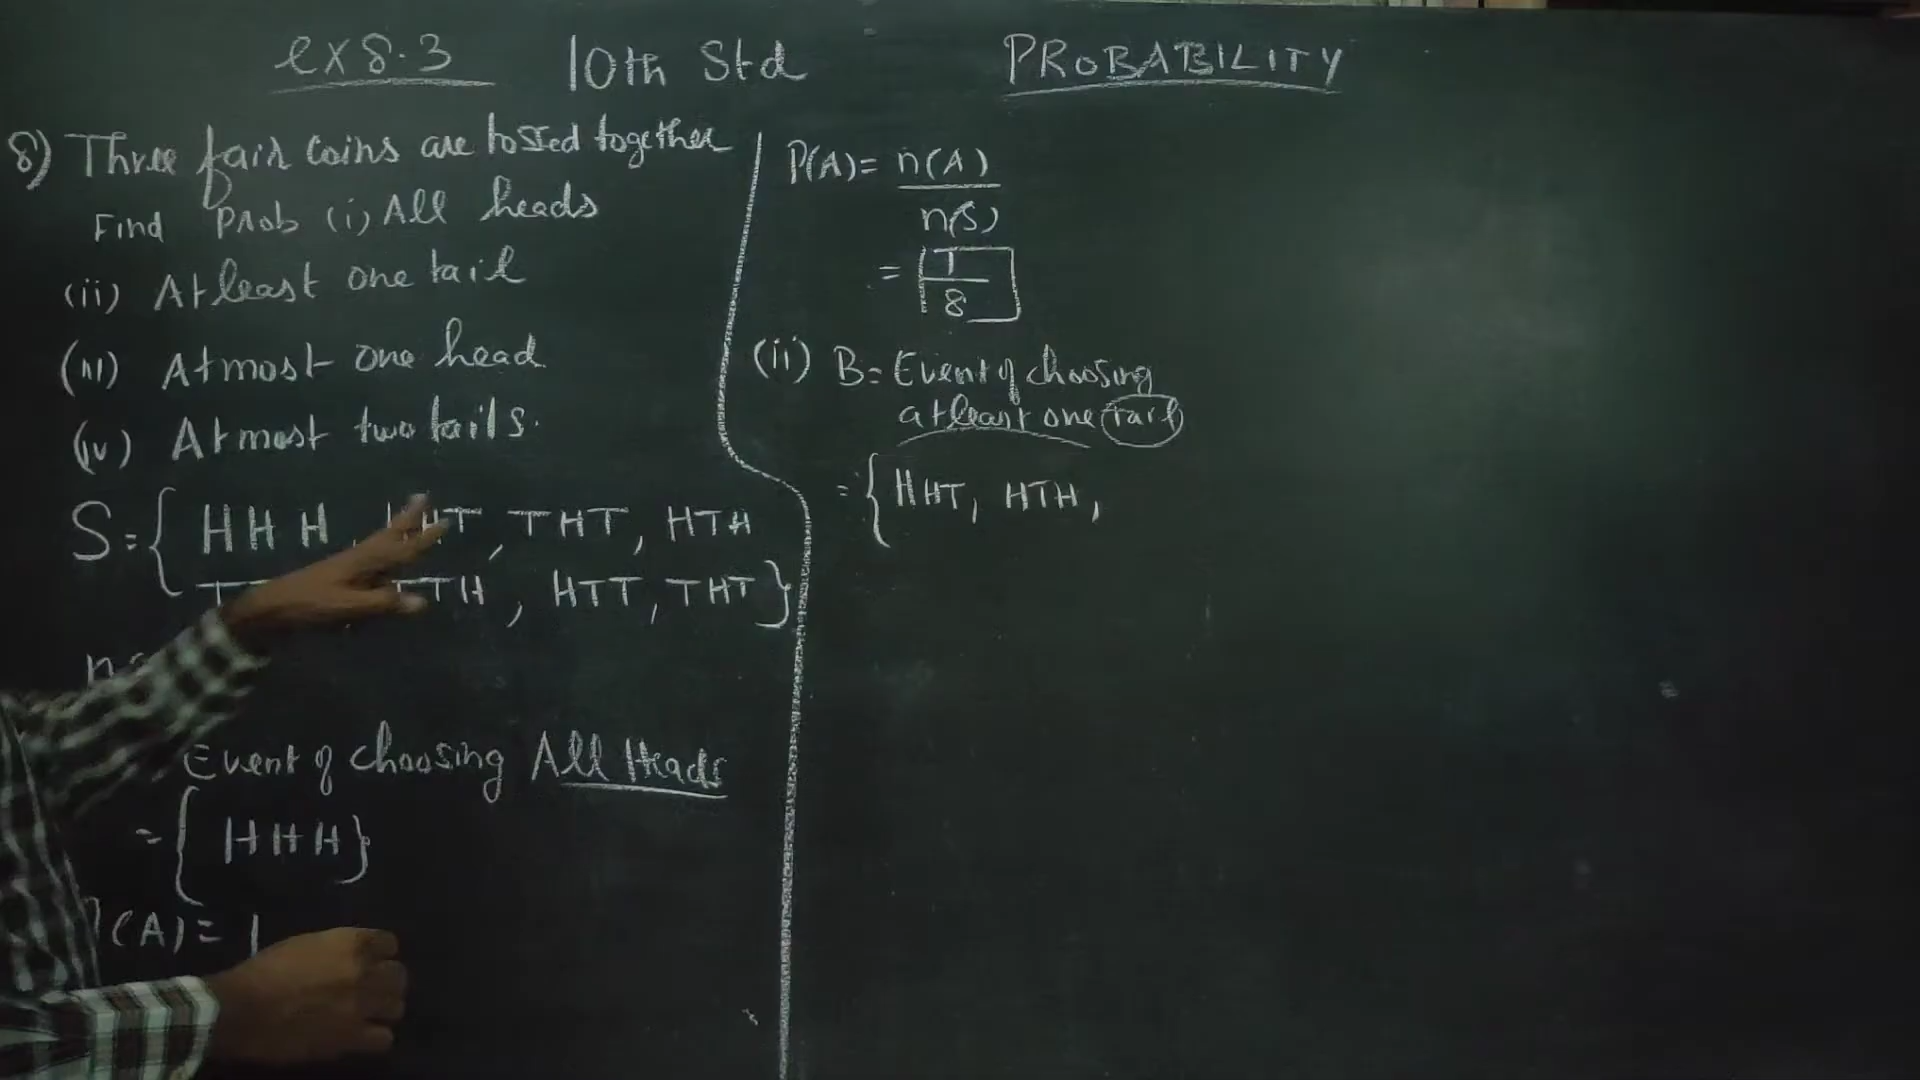 ex 8.3 10th Std PROBABILITY
8) Three fair coins are tossed together
Find Prob (i) All heads
(ii) Atleast one tail
(iii) Atmost one head
(iv) Atmost two tails.
S = { HHH, HHT, THT, HTH
TTH, HTT, THT }
n
Event of choosing All Heads
= { HHH }
n(A) = 1
P(A) = n(A)
n(S)
= 1
8
(ii) B = Event of choosing
atleast one tail
= { HHT, HTH,